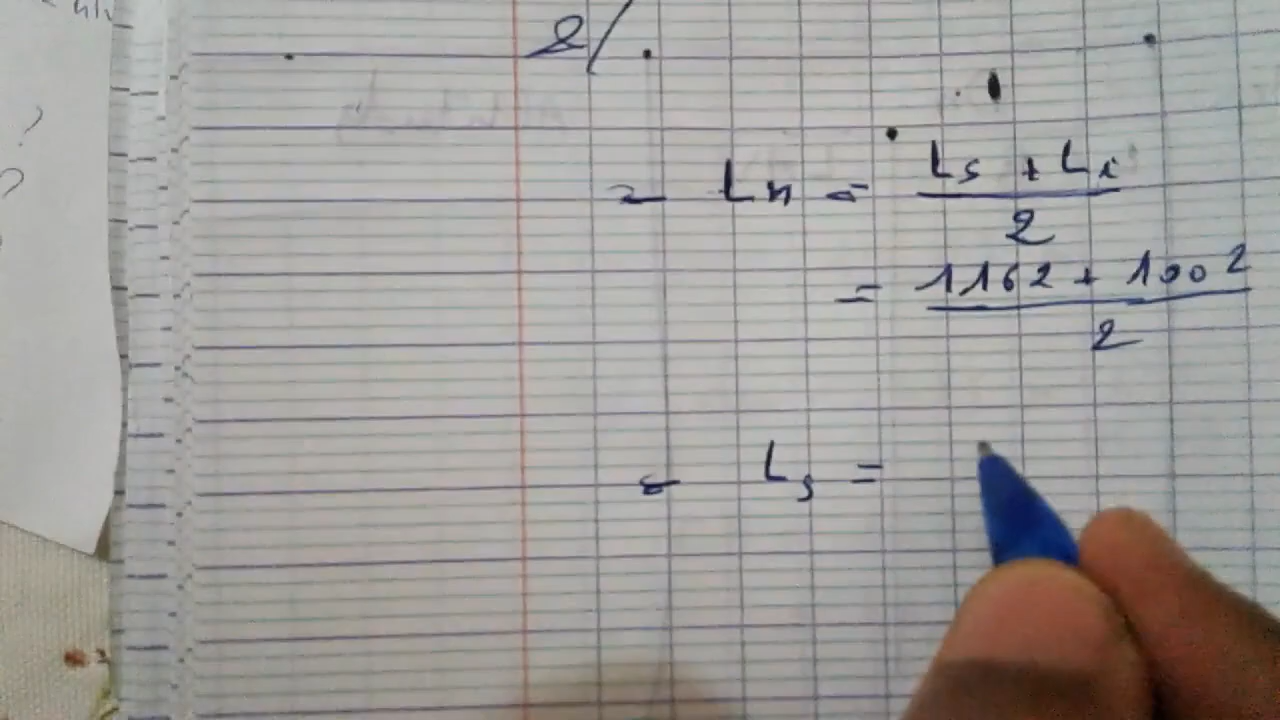 2/.
- Ln = Ls + Li / 2
= 1162 + 1002 / 2
- Ls =